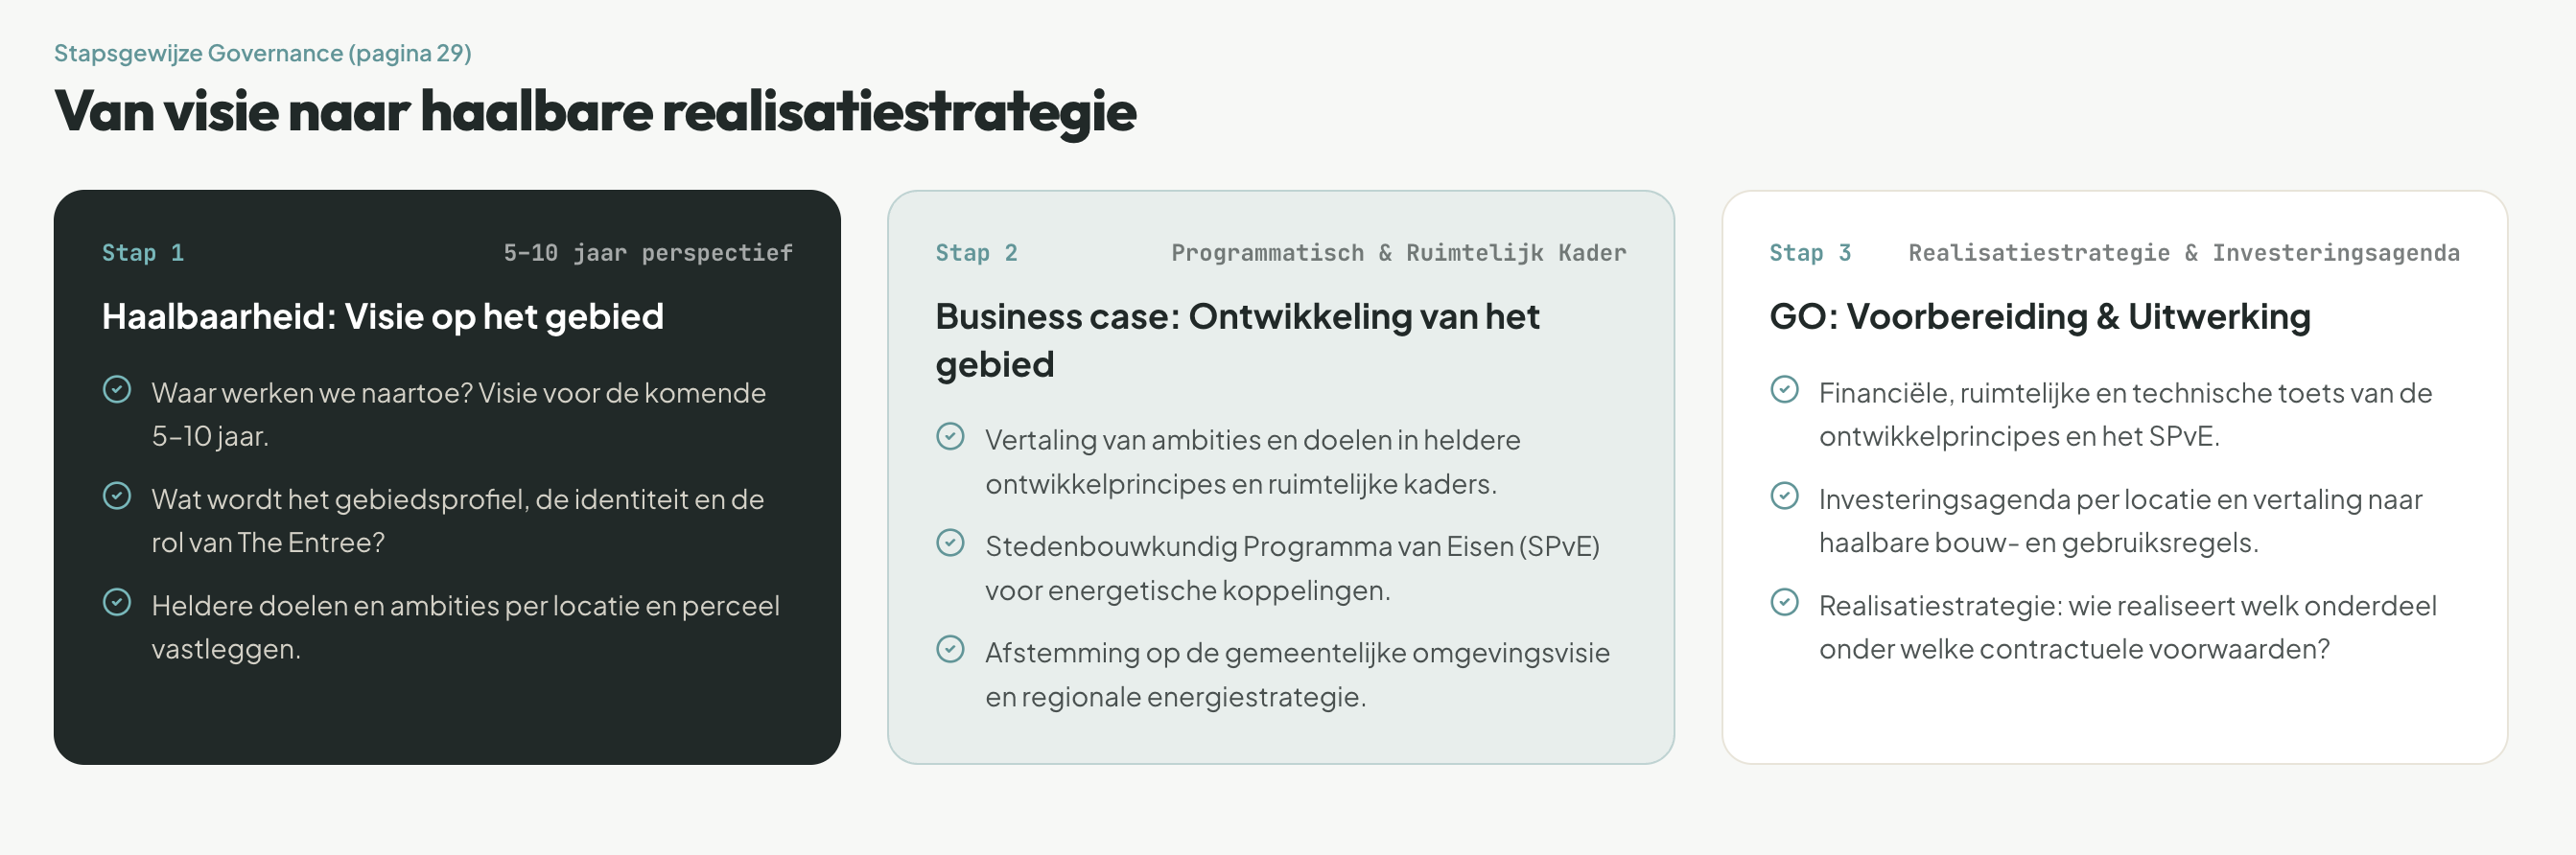 Stapsgewijze Governance (pagina 29)
Van visie naar haalbare realisatiestrategie
Stap 1
5–10 jaar perspectief
Haalbaarheid: Visie op het gebied
Waar werken we naartoe? Visie voor de komende
5–10 jaar.
Wat wordt het gebiedsprofiel, de identiteit en de
rol van The Entree?
Heldere doelen en ambities per locatie en perceel
vastleggen.
Stap 2
Programmatisch & Ruimtelijk Kader
Business case: Ontwikkeling van het
gebied
Vertaling van ambities en doelen in heldere
ontwikkelprincipes en ruimtelijke kaders.
Stedenbouwkundig Programma van Eisen (SPvE)
voor energetische koppelingen.
Afstemming op de gemeentelijke omgevingsvisie
en regionale energiestrategie.
Stap 3
Realisatiestrategie & Investeringsagenda
GO: Voorbereiding & Uitwerking
Financiële, ruimtelijke en technische toets van de
ontwikkelprincipes en het SPvE.
Investeringsagenda per locatie en vertaling naar
haalbare bouw- en gebruiksregels.
Realisatiestrategie: wie realiseert welk onderdeel
onder welke contractuele voorwaarden?